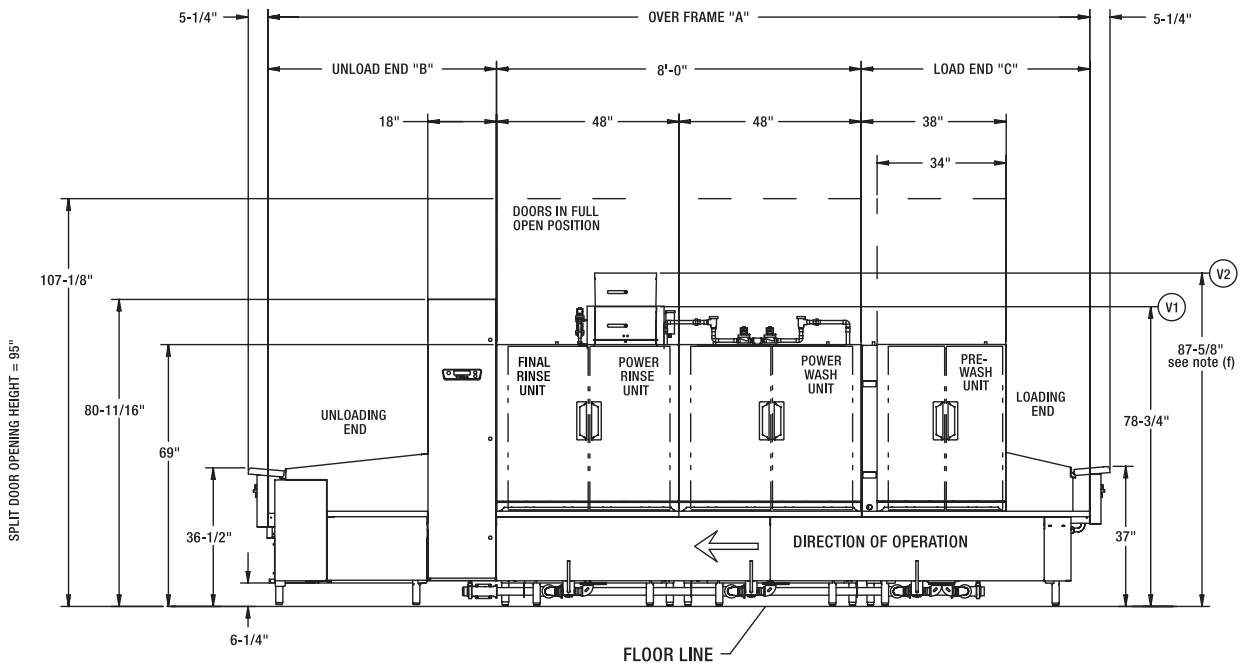 5-1/4"
OVER FRAME "A"
5-1/4"
UNLOAD END "B"
8'-0"
LOAD END "C"
18"
48"
48"
38"
34"
DOORS IN FULL
OPEN POSITION
107-1/8"
V2
V1
87-5/8"
see note (f)
SPLIT DOOR OPENING HEIGHT = 95"
80-11/16"
FINAL
RINSE
UNIT
POWER
RINSE
UNIT
POWER
WASH
UNIT
PRE-
WASH
UNIT
UNLOADING
END
LOADING
END
78-3/4"
69"
36-1/2"
37"
DIRECTION OF OPERATION
6-1/4"
FLOOR LINE